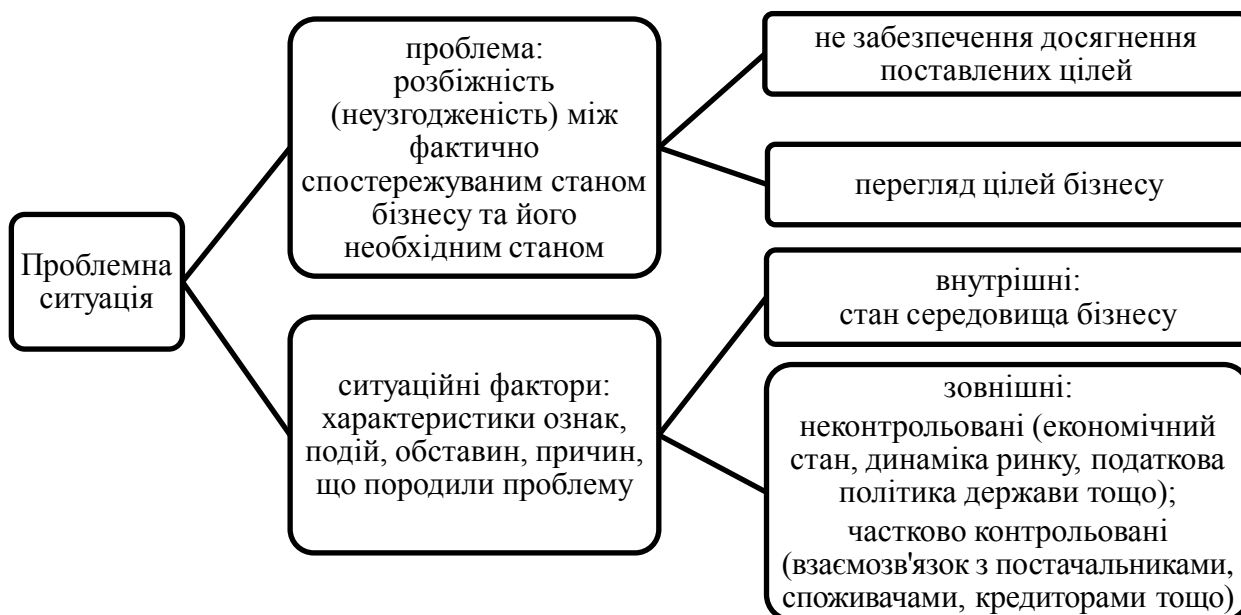 Проблемна
ситуація
проблема:
розбіжність
(неузгодженість) між
фактично
спостережуваним станом
бізнесу та його
необхідним станом
не забезпечення досягнення
поставлених цілей
перегляд цілей бізнесу
ситуаційні фактори:
характеристики ознак,
подій, обставин, причин,
що породили проблему
внутрішні:
стан середовища бізнесу
зовнішні:
неконтрольовані (економічний
стан, динаміка ринку, податкова
політика держави тощо);
частково контрольовані
(взаємозв'язок з постачальниками,
споживачами, кредиторами тощо)